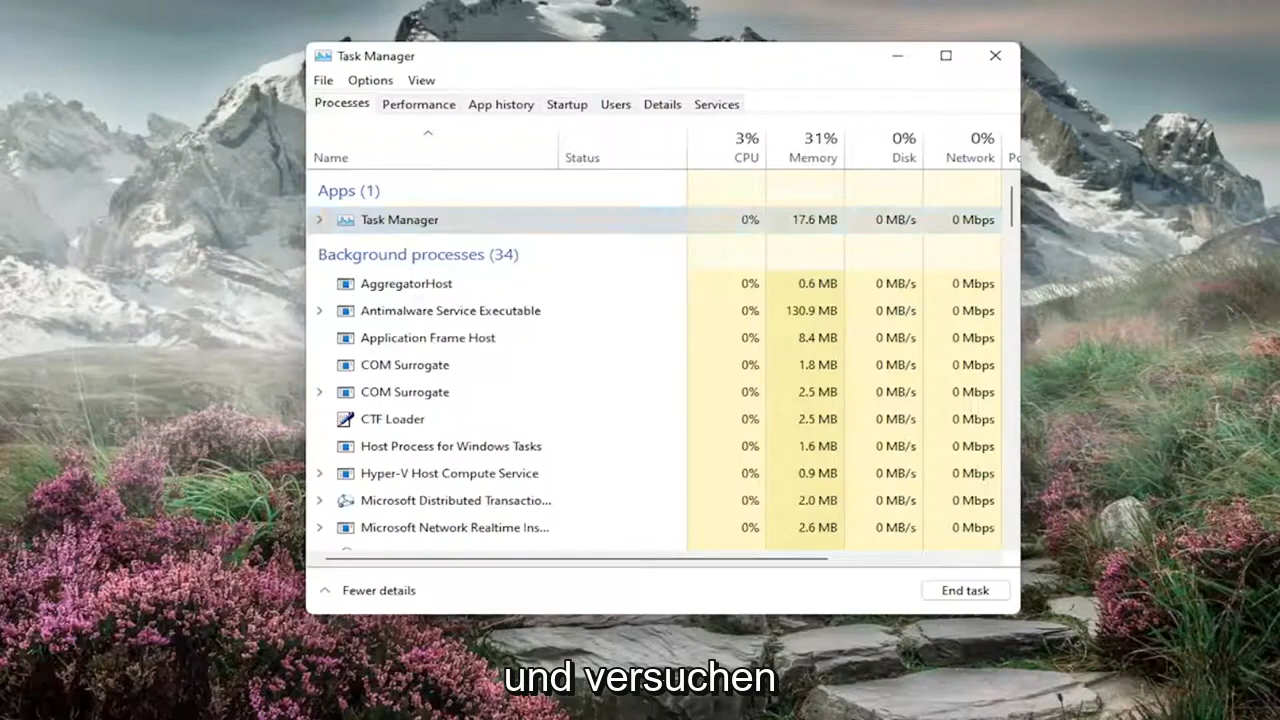 Task Manager
File Options View
Processes Performance App history Startup Users Details Services
3% 31% 0% 0%
Name Status CPU Memory Disk Network
Apps (1)
Task Manager 0% 17.6 MB 0 MB/s 0 Mbps
Background processes (34)
AggregatorHost 0% 0.6 MB 0 MB/s 0 Mbps
Antimalware Service Executable 0% 130.9 MB 0 MB/s 0 Mbps
Application Frame Host 0% 8.4 MB 0 MB/s 0 Mbps
COM Surrogate 0% 1.8 MB 0 MB/s 0 Mbps
COM Surrogate 0% 2.5 MB 0 MB/s 0 Mbps
CTF Loader 0% 2.5 MB 0 MB/s 0 Mbps
Host Process for Windows Tasks 0% 1.6 MB 0 MB/s 0 Mbps
Hyper-V Host Compute Service 0% 0.9 MB 0 MB/s 0 Mbps
Microsoft Distributed Transactio... 0% 2.0 MB 0 MB/s 0 Mbps
Microsoft Network Realtime Ins... 0% 2.6 MB 0 MB/s 0 Mbps
Fewer details End task
und versuchen